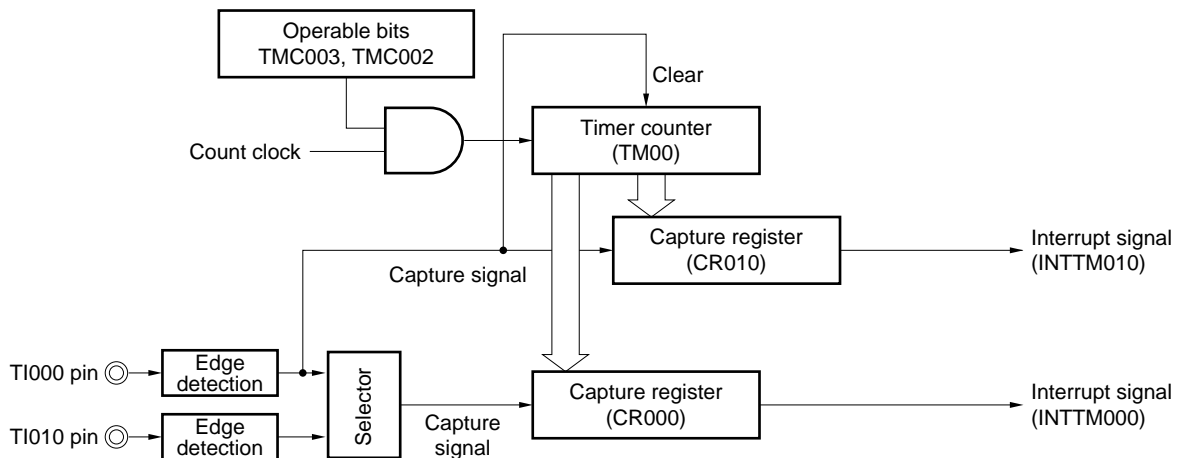 Operable bits
TMC003, TMC002
Clear
Timer counter
(TM00)
Count clock
Capture register
(CR010)
Interrupt signal
(INTTM010)
Capture signal
TI000 pin
Edge
detection
Selector
Capture register
(CR000)
Interrupt signal
(INTTM000)
TI010 pin
Edge
detection
Capture
signal